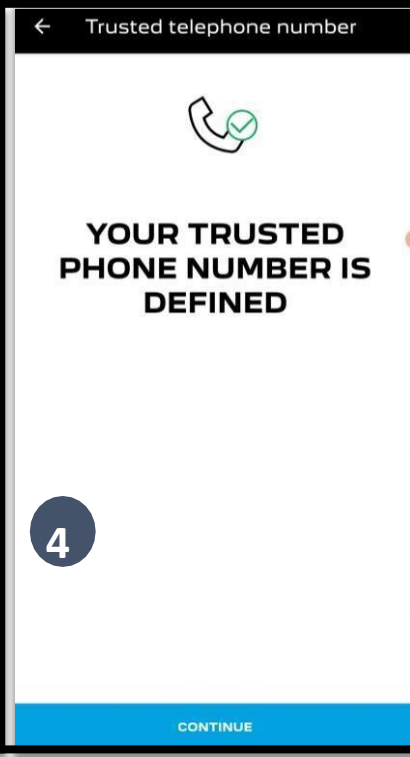 Trusted telephone number
YOUR TRUSTED
PHONE NUMBER IS
DEFINED
4
CONTINUE